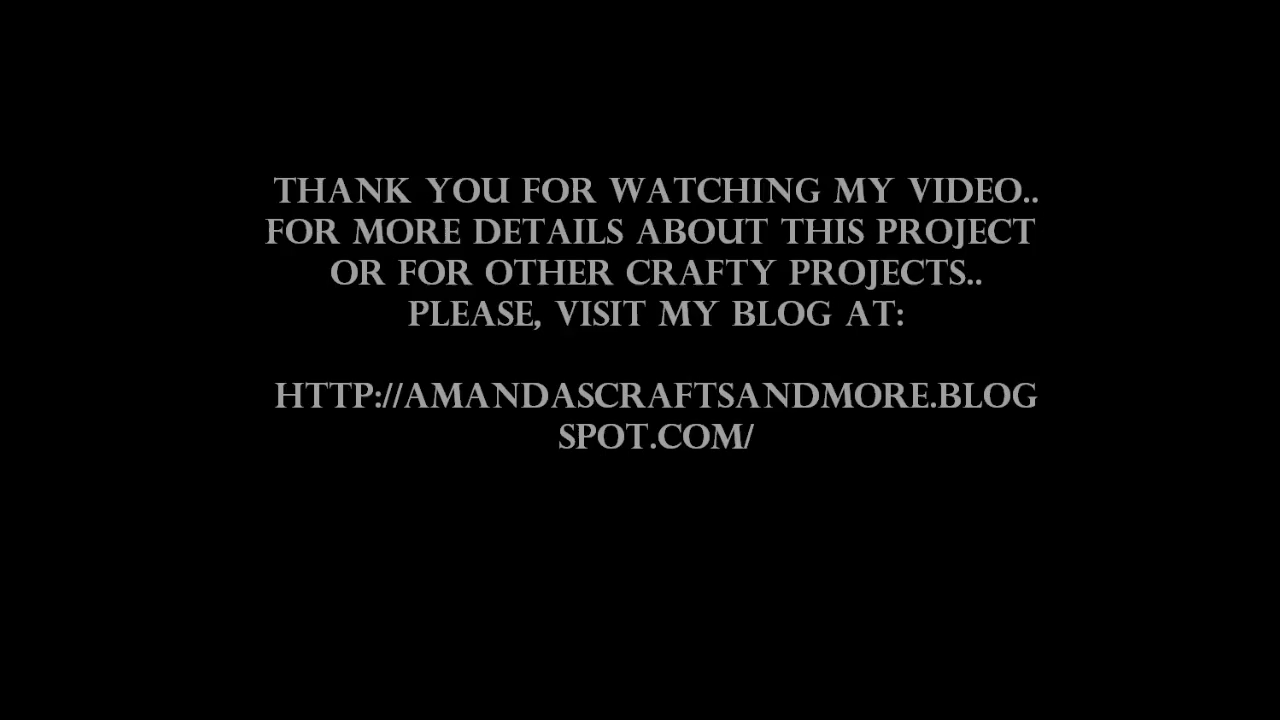 THANK YOU FOR WATCHING MY VIDEO..
FOR MORE DETAILS ABOUT THIS PROJECT
OR FOR OTHER CRAFTY PROJECTS..
PLEASE, VISIT MY BLOG AT:
HTTP://AMANDASCRAFTSANDMORE.BLOG
SPOT.COM/